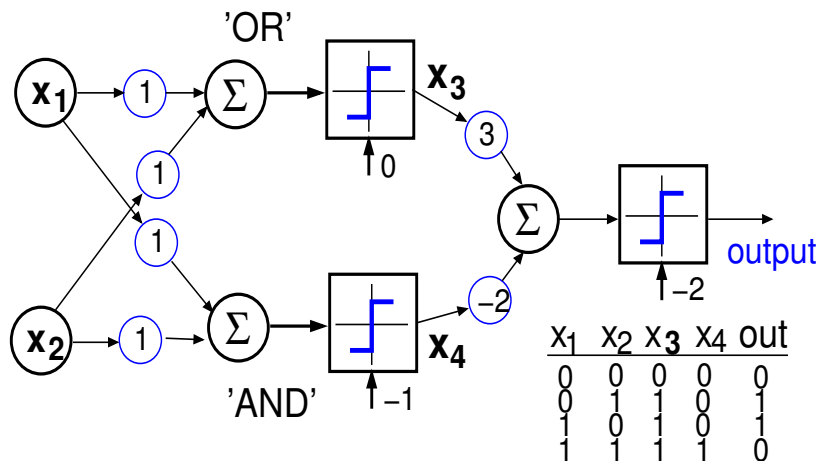 'OR'
x1 1 Σ x3
1 0 3
1 Σ
output
x2 1 Σ -2 -2
x4
'AND' -1
x1 x2 x3 x4 out
0 0 0 0 0
0 1 1 0 1
1 0 1 0 1
1 1 1 1 0